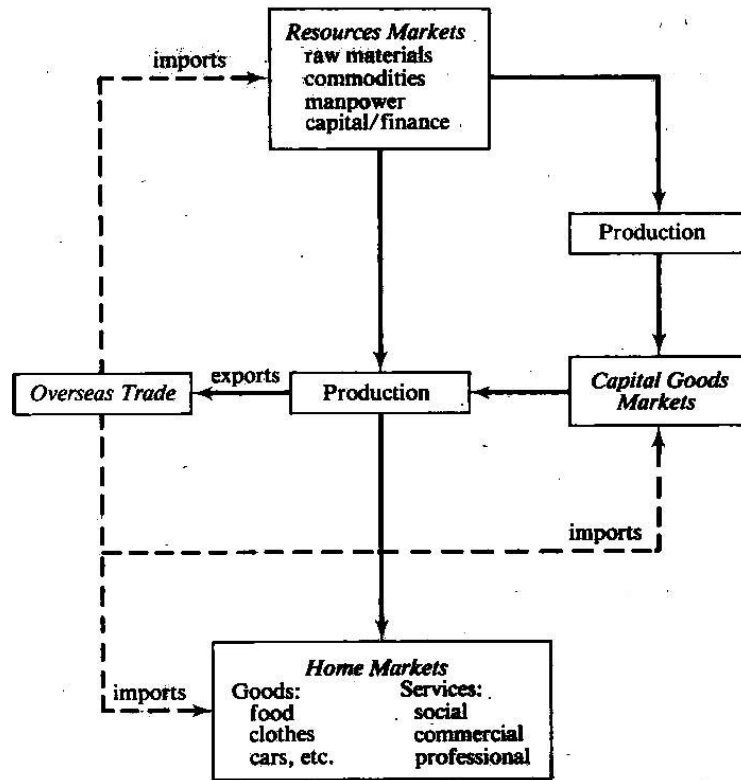 Resources Markets
imports
raw materials
commodities
manpower
capital/finance
Production
Overseas Trade
exports
Production
Capital Goods
Markets
imports
Home Markets
imports
Goods:
food
clothes
cars, etc.
Services:
social
commercial
professional